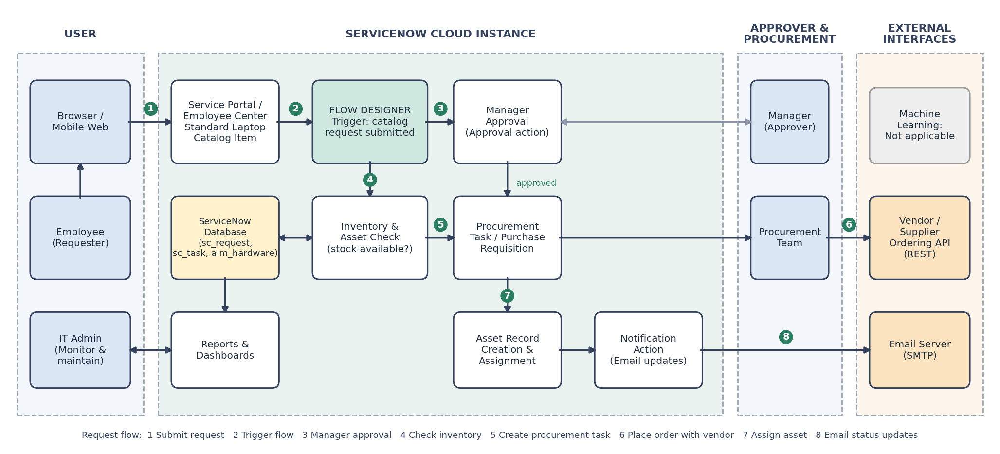 USER
SERVICENOW CLOUD INSTANCE
APPROVER &
PROCUREMENT
EXTERNAL
INTERFACES
Browser /
Mobile Web
1
Service Portal /
Employee Center
Standard Laptop
Catalog Item
2
FLOW DESIGNER
Trigger: catalog
request submitted
3
Manager
Approval
(Approval action)
Manager
(Approver)
Machine
Learning:
Not applicable
4
approved
Employee
(Requester)
ServiceNow
Database
(sc_request,
sc_task, alm_hardware)
Inventory &
Asset Check
(stock available?)
5
Procurement
Task / Purchase
Requisition
Procurement
Team
6
Vendor /
Supplier
Ordering API
(REST)
7
IT Admin
(Monitor &
maintain)
Reports &
Dashboards
Asset Record
Creation &
Assignment
Notification
Action
(Email updates)
8
Email Server
(SMTP)
Request flow:  1 Submit request   2 Trigger flow   3 Manager approval   4 Check inventory   5 Create procurement task   6 Place order with vendor   7 Assign asset   8 Email status updates